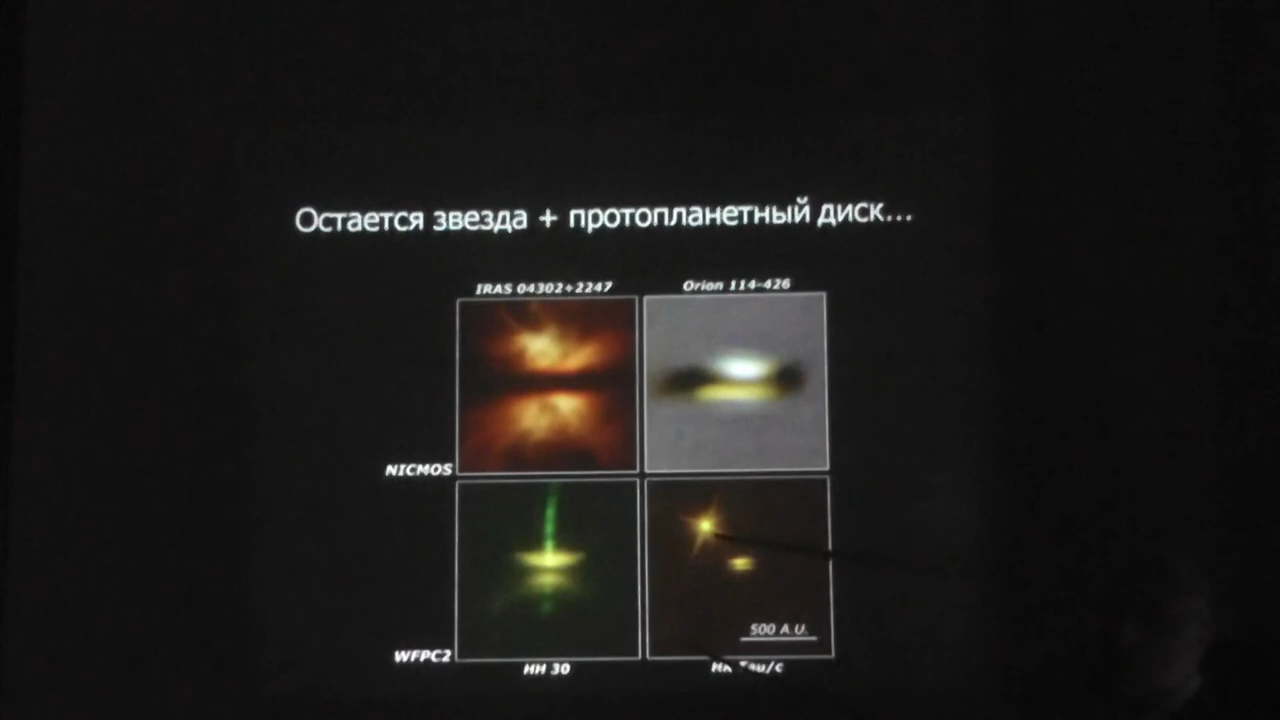 Остается звезда + протопланетный диск...
IRAS 04302+2247
Orion 114-426
NICMOS
500 A.U.
WFPC2
HH 30